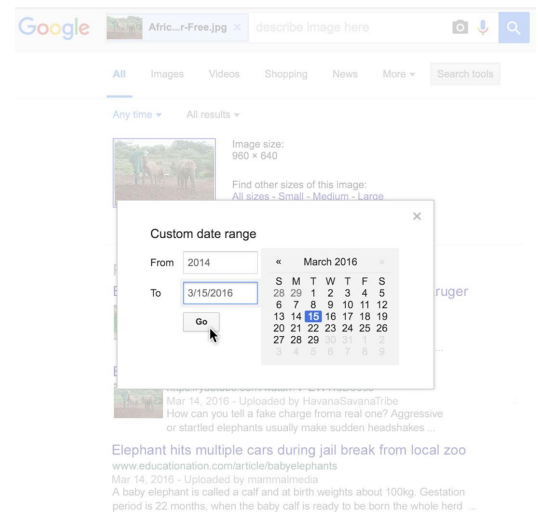 Google
Afric...r-Free.jpg × describe image here
All Images Videos Shopping News More Search tools
Any time All results
Image size:
960 × 640
Find other sizes of this image:
All sizes - Small - Medium - Large
×
Custom date range
From 2014
To 3/15/2016
Go
« March 2016 »
S M T W T F S
28 29 1 2 3 4 5
6 7 8 9 10 11 12
13 14 15 16 17 18 19
20 21 22 23 24 25 26
27 28 29 30 31 1 2
3 4 5 6 7 8 9
ruger
...
Mar 14, 2016 - Uploaded by HavanaSavanaTribe
How can you tell a fake charge froma real one? Aggressive
or startled elephants usually make sudden headshakes ...
Elephant hits multiple cars during jail break from local zoo
www.educationation.com/article/babyelephants
Mar 14, 2016 - Uploaded by mammalmedia
A baby elephant is called a calf and at birth weights about 100kg. Gestation
period is 22 months, when the baby calf is ready to be born the whole herd ...